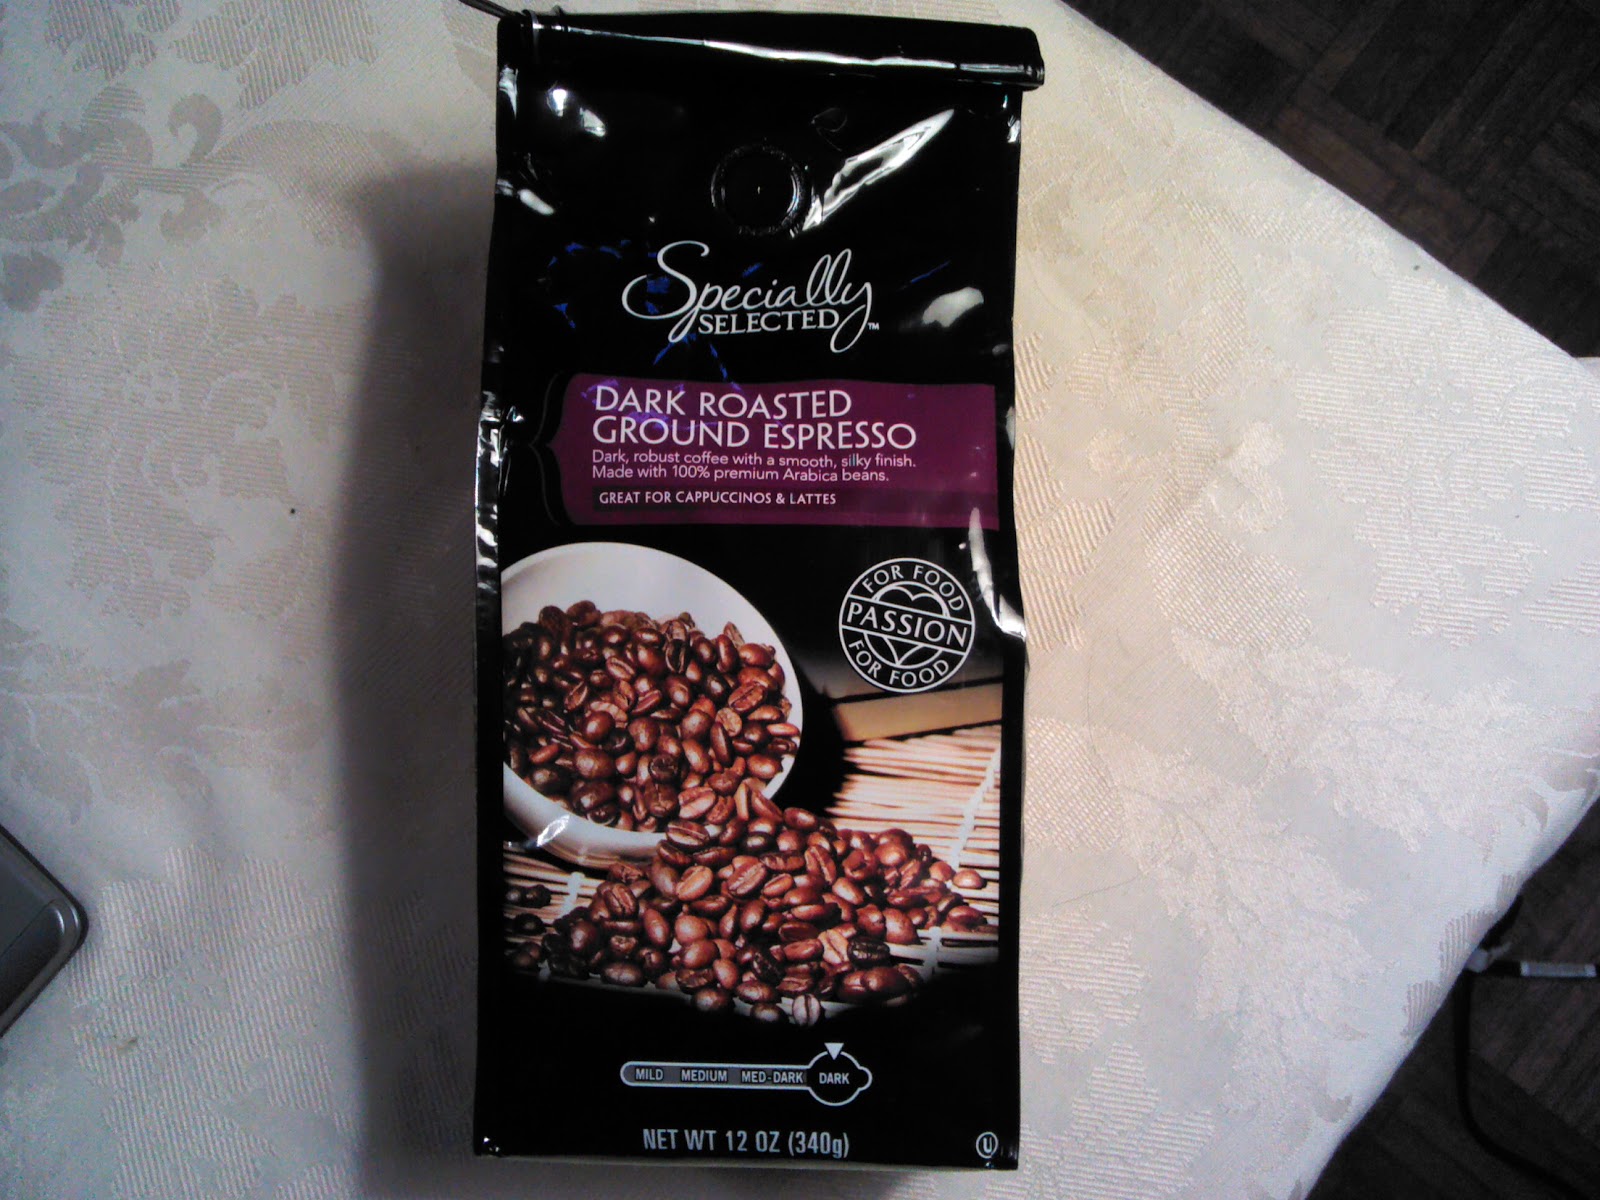 Specially
SELECTED™
DARK ROASTED
GROUND ESPRESSO
Dark, robust coffee with a smooth, silky finish.
Made with 100% premium Arabica beans.
GREAT FOR CAPPUCCINOS & LATTES
FOR FOOD
PASSION
FOR FOOD
MILD MEDIUM MED-DARK DARK
NET WT 12 OZ (340g)
U